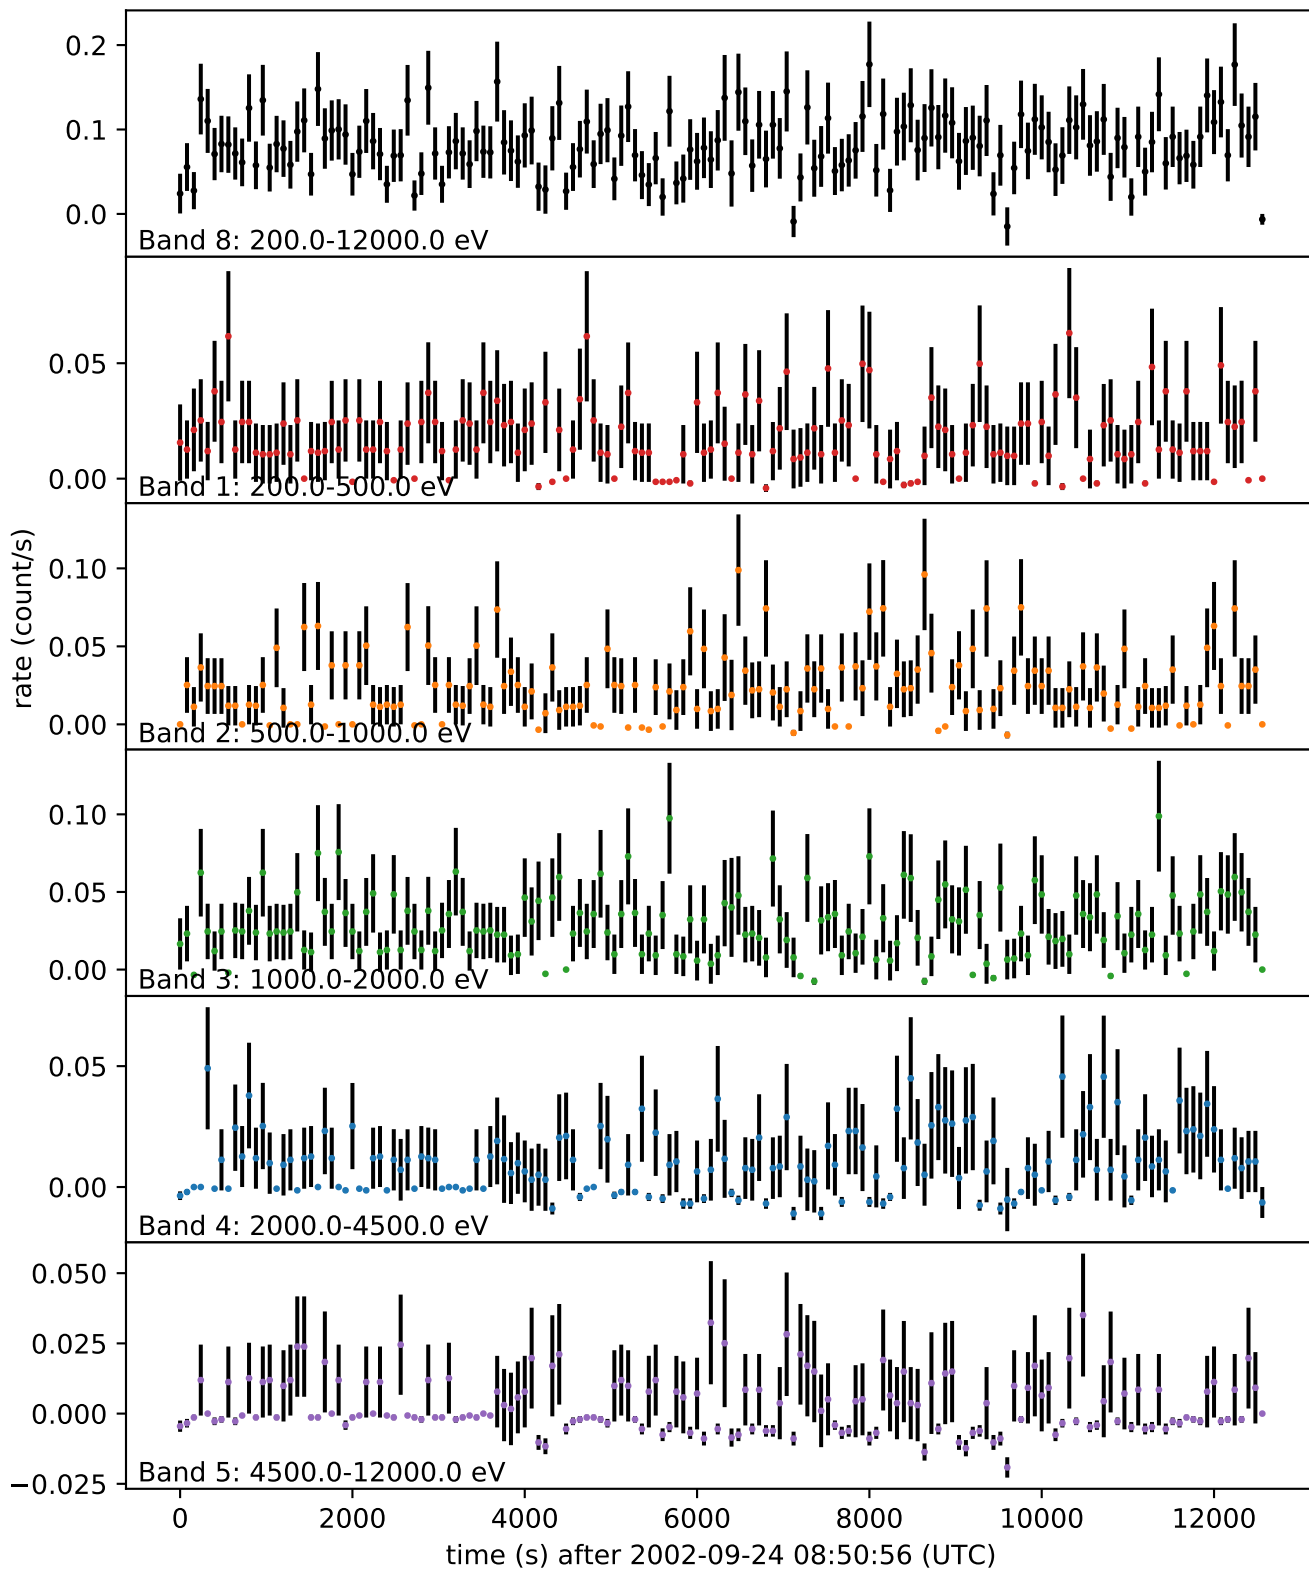 0.2
0.1
0.0
Band 8: 200.0-12000.0 eV
0.05
0.00
Band 1: 200.0-500.0 eV
rate (count/s)
0.10
0.05
0.00
Band 2: 500.0-1000.0 eV
0.10
0.05
0.00
Band 3: 1000.0-2000.0 eV
0.05
0.00
Band 4: 2000.0-4500.0 eV
0.050
0.025
0.000
−0.025
Band 5: 4500.0-12000.0 eV
0 2000 4000 6000 8000 10000 12000
time (s) after 2002-09-24 08:50:56 (UTC)